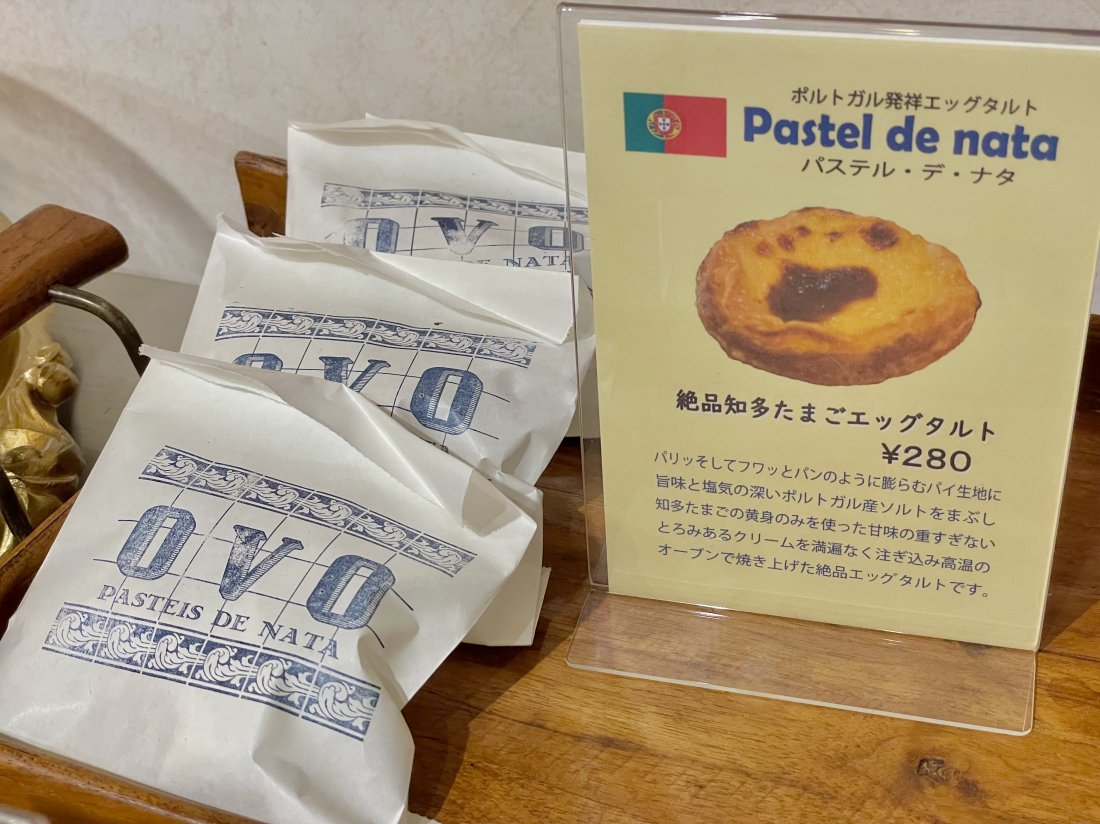 OVO
S DE NATA
OVO
NATA
OVO
PASTEIS DE NATA
ポルトガル発祥エッグタルト
Pastel de nata
パステル・デ・ナタ
絶品知多たまごエッグタルト
¥280
パリッそしてフワッとパンのように膨らむパイ生地に
旨味と塩気の深いポルトガル産ソルトをまぶし
知多たまごの黄身のみを使った甘味の重すぎない
とろみあるクリームを満遍なく注ぎ込み高温の
オーブンで焼き上げた絶品エッグタルトです。